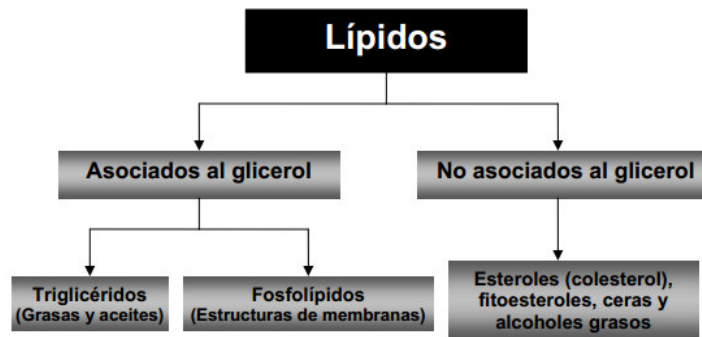 Lípidos
Asociados al glicerol
No asociados al glicerol
Triglicéridos
(Grasas y aceites)
Fosfolípidos
(Estructuras de membranas)
Esteroles (colesterol),
fitoesteroles, ceras y
alcoholes grasos